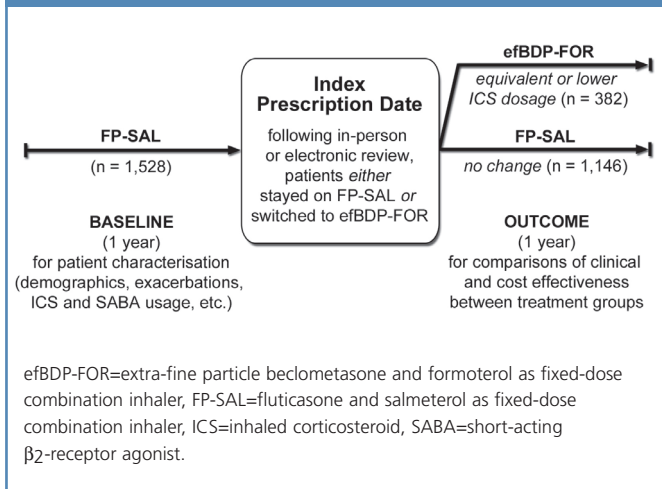 FP-SAL
(n = 1,528)
BASELINE
(1 year)
for patient characterisation
(demographics, exacerbations,
ICS and SABA usage, etc.)
Index
Prescription Date
following in-person
or electronic review,
patients either
stayed on FP-SAL or
switched to efBDP-FOR
efBDP-FOR
equivalent or lower
ICS dosage (n = 382)
FP-SAL
no change (n = 1,146)
OUTCOME
(1 year)
for comparisons of clinical
and cost effectiveness
between treatment groups
efBDP-FOR=extra-fine particle beclometasone and formoterol as fixed-dose
combination inhaler, FP-SAL=fluticasone and salmeterol as fixed-dose
combination inhaler, ICS=inhaled corticosteroid, SABA=short-acting
β2-receptor agonist.